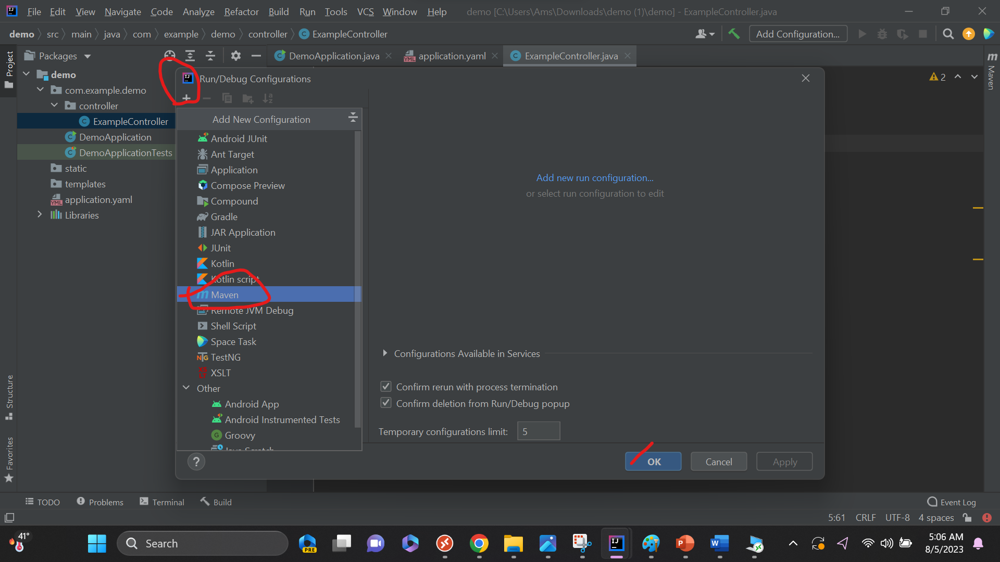 File Edit View Navigate Code Analyze Refactor Build Run Tools VCS Window Help demo [C:\Users\Ams\Downloads\demo (1)\demo] - ExampleController.java
demo src main java com example demo controller ExampleController Add Configuration...
Project
Packages
DemoApplication.java application.yaml ExampleController.java
Maven
demo
com.example.demo
controller
ExampleController
DemoApplication
DemoApplicationTests
static
templates
application.yaml
Libraries
Run/Debug Configurations
2
Add New Configuration
Android JUnit
Ant Target
Application
Compose Preview
Compound
Gradle
JAR Application
JUnit
Kotlin
Kotlin script
Maven
Remote JVM Debug
Shell Script
Space Task
TestNG
XSLT
Other
Android App
Android Instrumented Tests
Groovy
Java Scratch
Add new run configuration...
or select run configuration to edit
Configurations Available in Services
Confirm rerun with process termination
Confirm deletion from Run/Debug popup
Temporary configurations limit: 5
? OK Cancel Apply
Structure
Favorites
TODO Problems Terminal Build Event Log
5:61 CRLF UTF-8 4 spaces
41°
Search
PRE
5:06 AM
8/5/2023